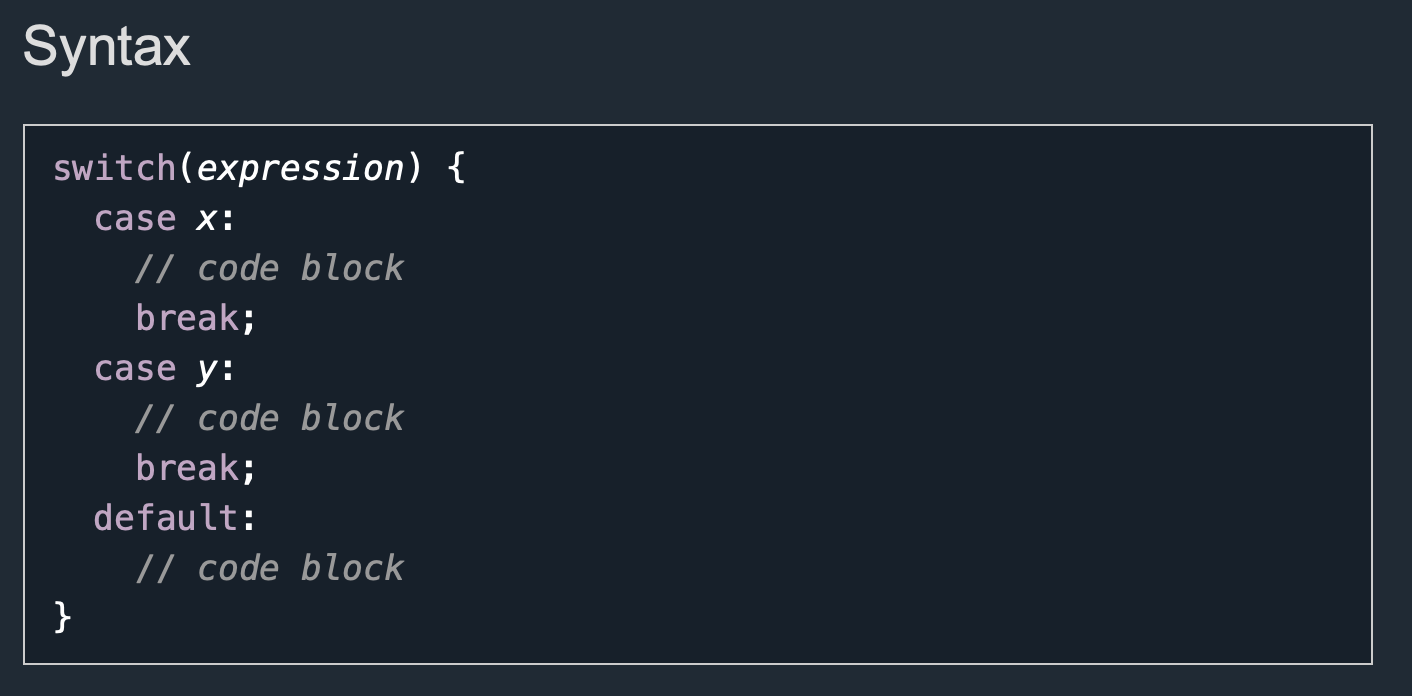 Syntax
switch(expression) {
  case x:
    // code block
    break;
  case y:
    // code block
    break;
  default:
    // code block
}